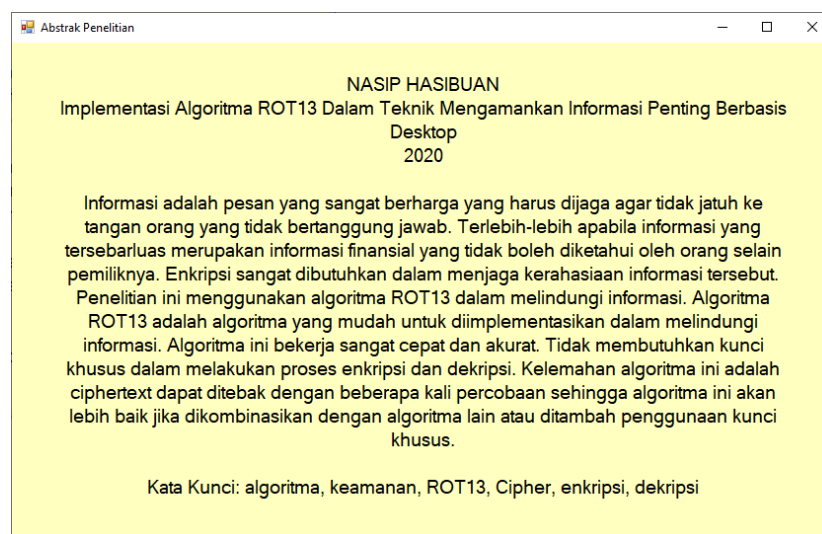 Abstrak Penelitian
NASIP HASIBUAN
Implementasi Algoritma ROT13 Dalam Teknik Mengamankan Informasi Penting Berbasis
Desktop
2020
Informasi adalah pesan yang sangat berharga yang harus dijaga agar tidak jatuh ke
tangan orang yang tidak bertanggung jawab. Terlebih-lebih apabila informasi yang
tersebarluas merupakan informasi finansial yang tidak boleh diketahui oleh orang selain
pemiliknya. Enkripsi sangat dibutuhkan dalam menjaga kerahasiaan informasi tersebut.
Penelitian ini menggunakan algoritma ROT13 dalam melindungi informasi. Algoritma
ROT13 adalah algoritma yang mudah untuk diimplementasikan dalam melindungi
informasi. Algoritma ini bekerja sangat cepat dan akurat. Tidak membutuhkan kunci
khusus dalam melakukan proses enkripsi dan dekripsi. Kelemahan algoritma ini adalah
ciphertext dapat ditebak dengan beberapa kali percobaan sehingga algoritma ini akan
lebih baik jika dikombinasikan dengan algoritma lain atau ditambah penggunaan kunci
khusus.
Kata Kunci: algoritma, keamanan, ROT13, Cipher, enkripsi, dekripsi